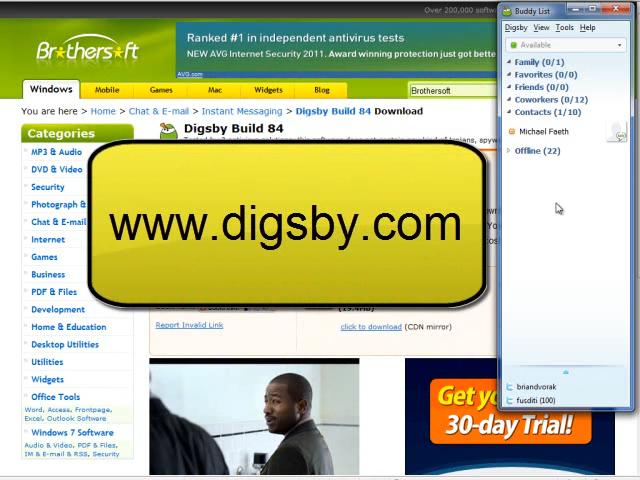 Over 200,000 softw
Brothersoft
Ranked #1 in independent antivirus tests
NEW AVG Internet Security 2011. Award winning protection just got bette
AVG.com
Windows
Mobile
Games
Mac
Widgets
Blog
Brothersoft
You are here > Home > Chat & E-mail > Instant Messaging > Digsby Build 84 Download
Categories
MP3 & Audio
DVD & Video
Security
Photography &
Chat & E-mail
Internet
Games
Business
PDF & Files
Development
Home & Education
Desktop Utilities
Utilities
Widgets
Office Tools
Word, Access, Frontpage,
Excel, Outlook Software
Windows 7 Software
Audio & Video, PDF & Files,
IM & E-mail & RSS, Security
Digsby Build 84
www.digsby.com
Report Invalid Link
click to download (CDN mirror)
Get yo
30-day Trial!
Buddy List
Digsby View Tools Help
Available
Family (0/1)
Favorites (0/0)
Friends (0/0)
Coworkers (0/12)
Contacts (1/10)
Michael Faeth
Offline (22)
briandvorak
fusditi (100)